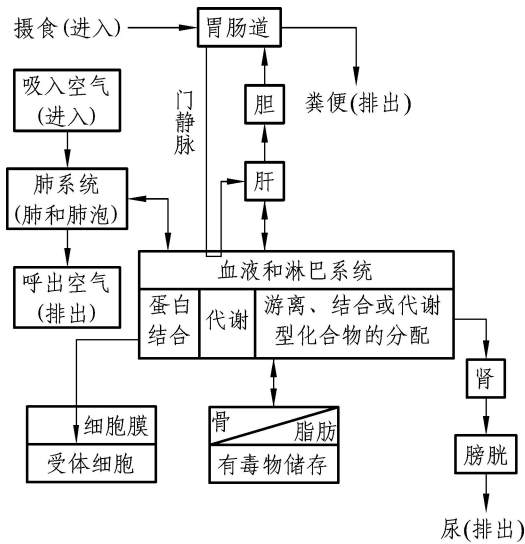 摄食(进入)
胃肠道
吸入空气
(进入)
门静脉
胆
粪便(排出)
肺系统
(肺和肺泡)
肝
呼出空气
(排出)
血液和淋巴系统
蛋白
结合
代谢
游离、结合或代谢
型化合物的分配
肾
细胞膜
受体细胞
骨
脂肪
有毒物储存
膀胱
尿(排出)